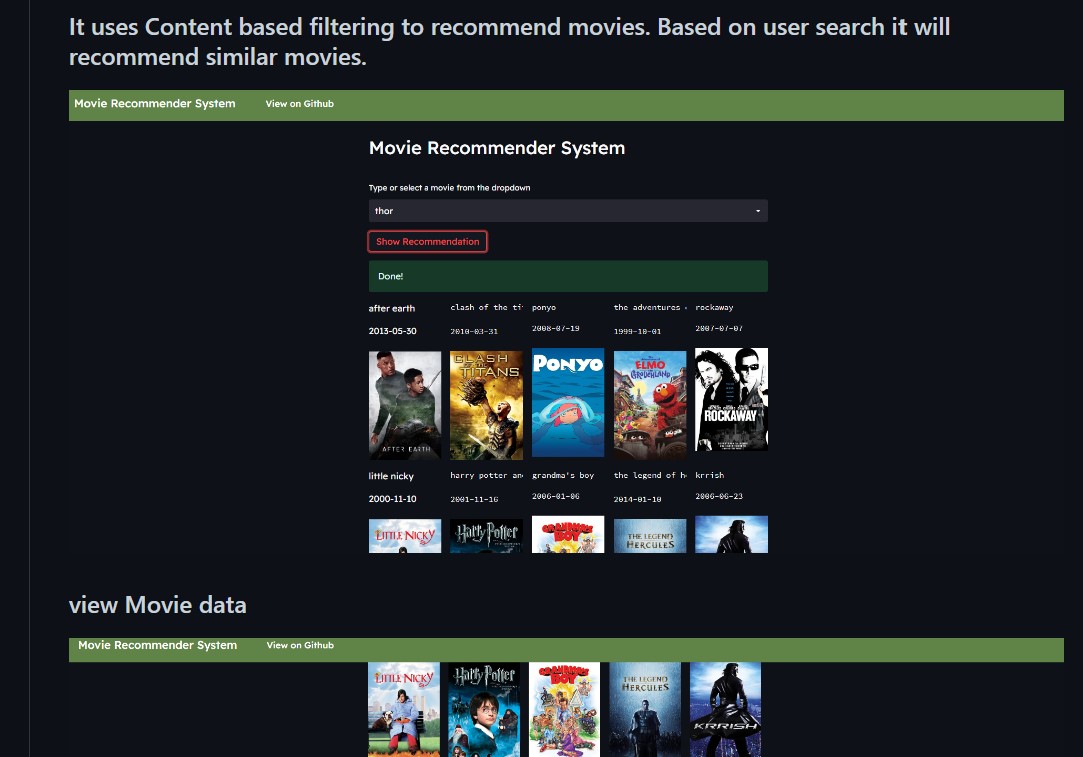 It uses Content based filtering to recommend movies. Based on user search it will
recommend similar movies.
Movie Recommender System View on Github
Movie Recommender System
Type or select a movie from the dropdown
thor
Show Recommendation
Done!
after earth clash of the ti ponyo the adventures rockaway
2013-05-30 2010-03-31 2008-07-19 1999-10-01 2007-07-07
AFTER EARTH
CLASH OF THE TITANS
PONYO
ELMO
GROUCHLAND
ROCKAWAY
little nicky harry potter an grandma's boy the legend of h krrish
2000-11-10 2001-11-16 2006-01-06 2014-01-10 2006-06-23
LITTLE NICKY
Harry Potter
GRANDMA'S BOY
THE LEGEND
HERCULES
view Movie data
Movie Recommender System View on Github
LITTLE NICKY
Harry Potter
GRANDMA'S BOY
THE LEGEND
HERCULES
KRRISH